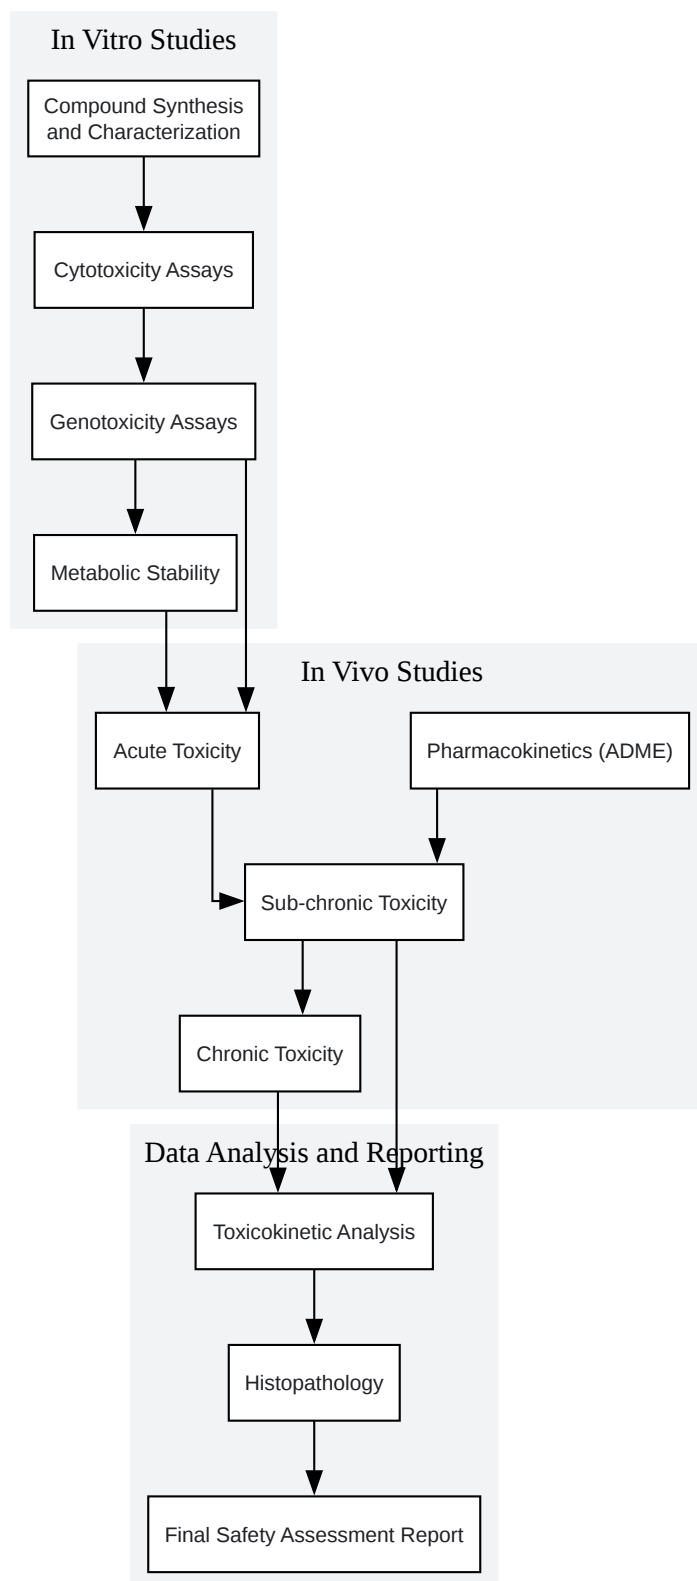 In Vitro Studies
Compound Synthesis
and Characterization
Cytotoxicity Assays
Genotoxicity Assays
Metabolic Stability
In Vivo Studies
Acute Toxicity
Pharmacokinetics (ADME)
Sub-chronic Toxicity
Chronic Toxicity
Data Analysis and Reporting
Toxicokinetic Analysis
Histopathology
Final Safety Assessment Report